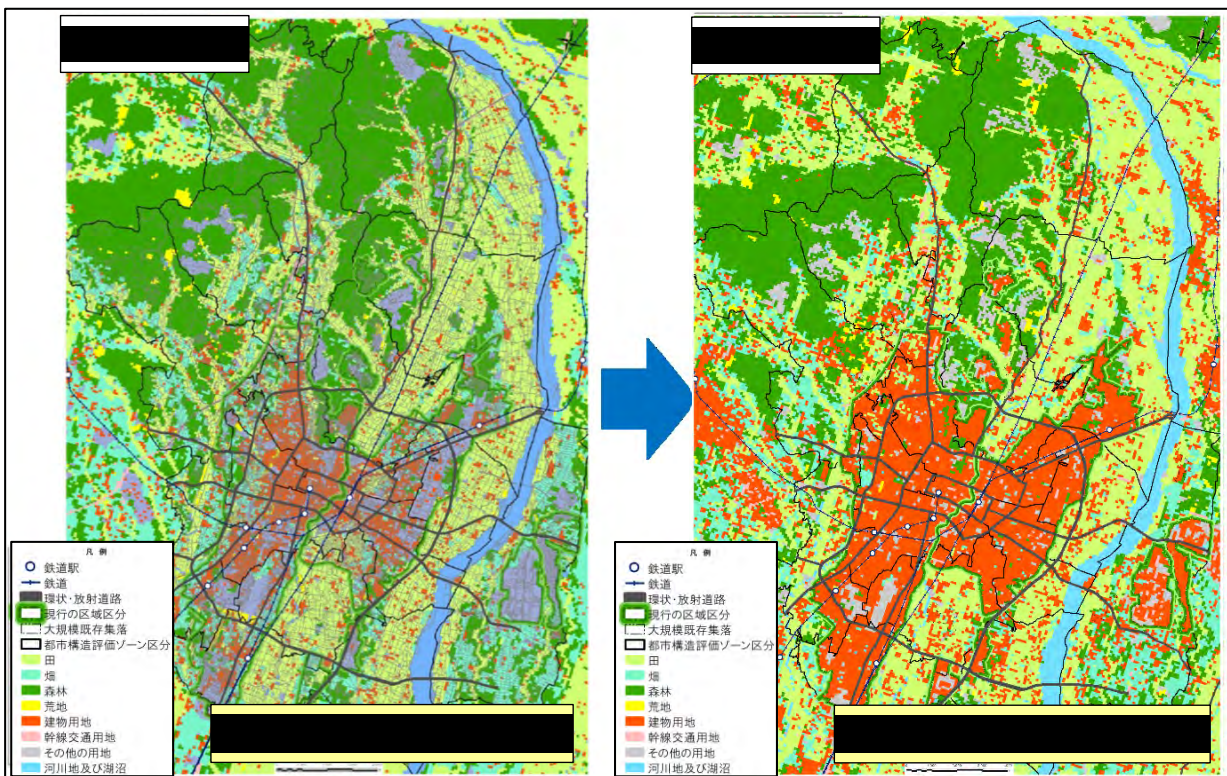 凡 例
鉄道駅
鉄道
環状・放射道路
現行の区域区分
大規模既存集落
都市構造評価ゾーン区分
田
畑
森林
荒地
建物用地
幹線交通用地
その他の用地
河川地及び湖沼
凡 例
鉄道駅
鉄道
環状・放射道路
現行の区域区分
大規模既存集落
都市構造評価ゾーン区分
田
畑
森林
荒地
建物用地
幹線交通用地
その他の用地
河川地及び湖沼